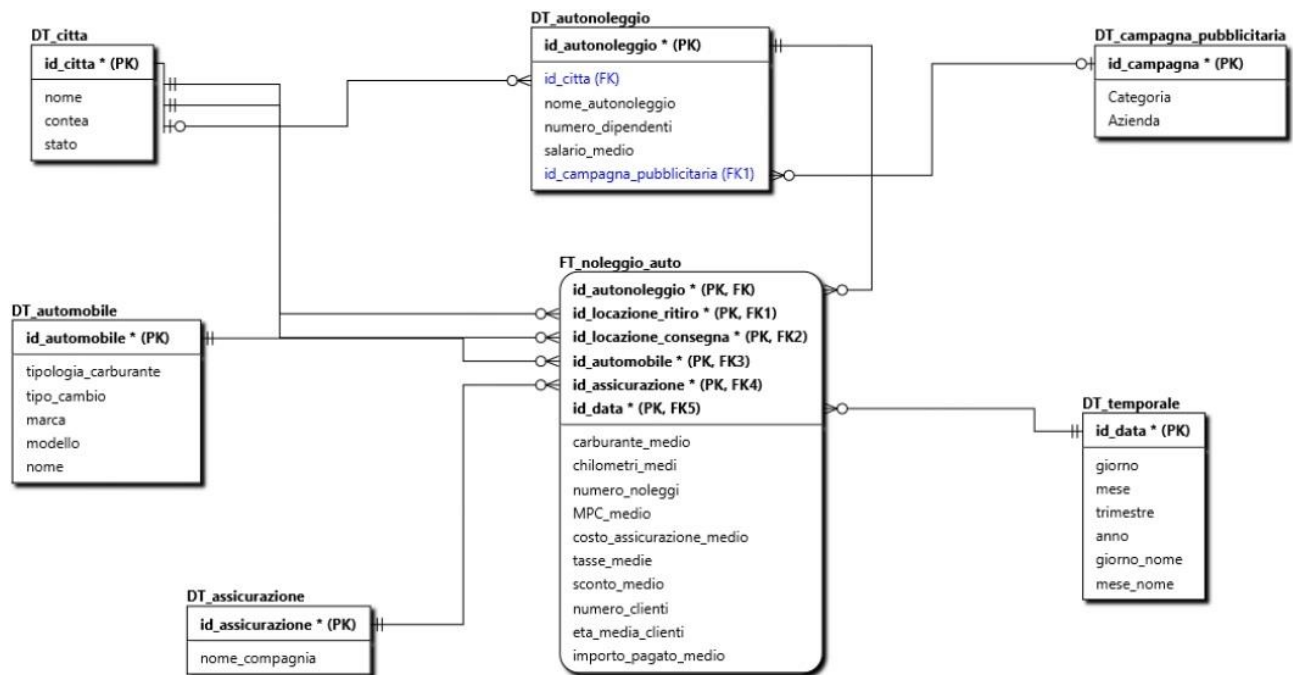 DT_citta
id_citta * (PK)
nome
contea
stato
DT_autonoleggio
id_autonoleggio * (PK)
id_citta (FK)
nome_autonoleggio
numero_dipendenti
salario_medio
id_campagna_pubblicitaria (FK1)
DT_campagna_pubblicitaria
id_campagna * (PK)
Categoria
Azienda
DT_automobile
id_automobile * (PK)
tipologia_carburante
tipo_cambio
marca
modello
nome
FT_noleggio_auto
id_autonoleggio * (PK, FK)
id_locazione_ritiro * (PK, FK1)
id_locazione_consegna * (PK, FK2)
id_automobile * (PK, FK3)
id_assicurazione * (PK, FK4)
id_data * (PK, FK5)
carburante_medio
chilometri_medi
numero_noleggi
MPC_medio
costo_assicurazione_medio
tasse_medie
sconto_medio
numero_clienti
eta_media_clienti
importo_pagato_medio
DT_temporale
id_data * (PK)
giorno
mese
trimestre
anno
giorno_nome
mese_nome
DT_assicurazione
id_assicurazione * (PK)
nome_compagnia